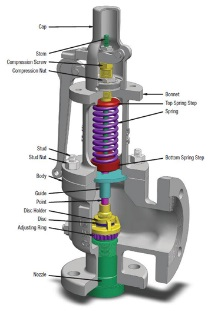 Cap
Stem
Compression Screw
Compression Nut
Bonnet
Top Spring Step
Spring
Stud
Stud Nut
Bottom Spring Step
Body
Guide
Point
Disc Holder
Disc
Adjusting Ring
Nozzle